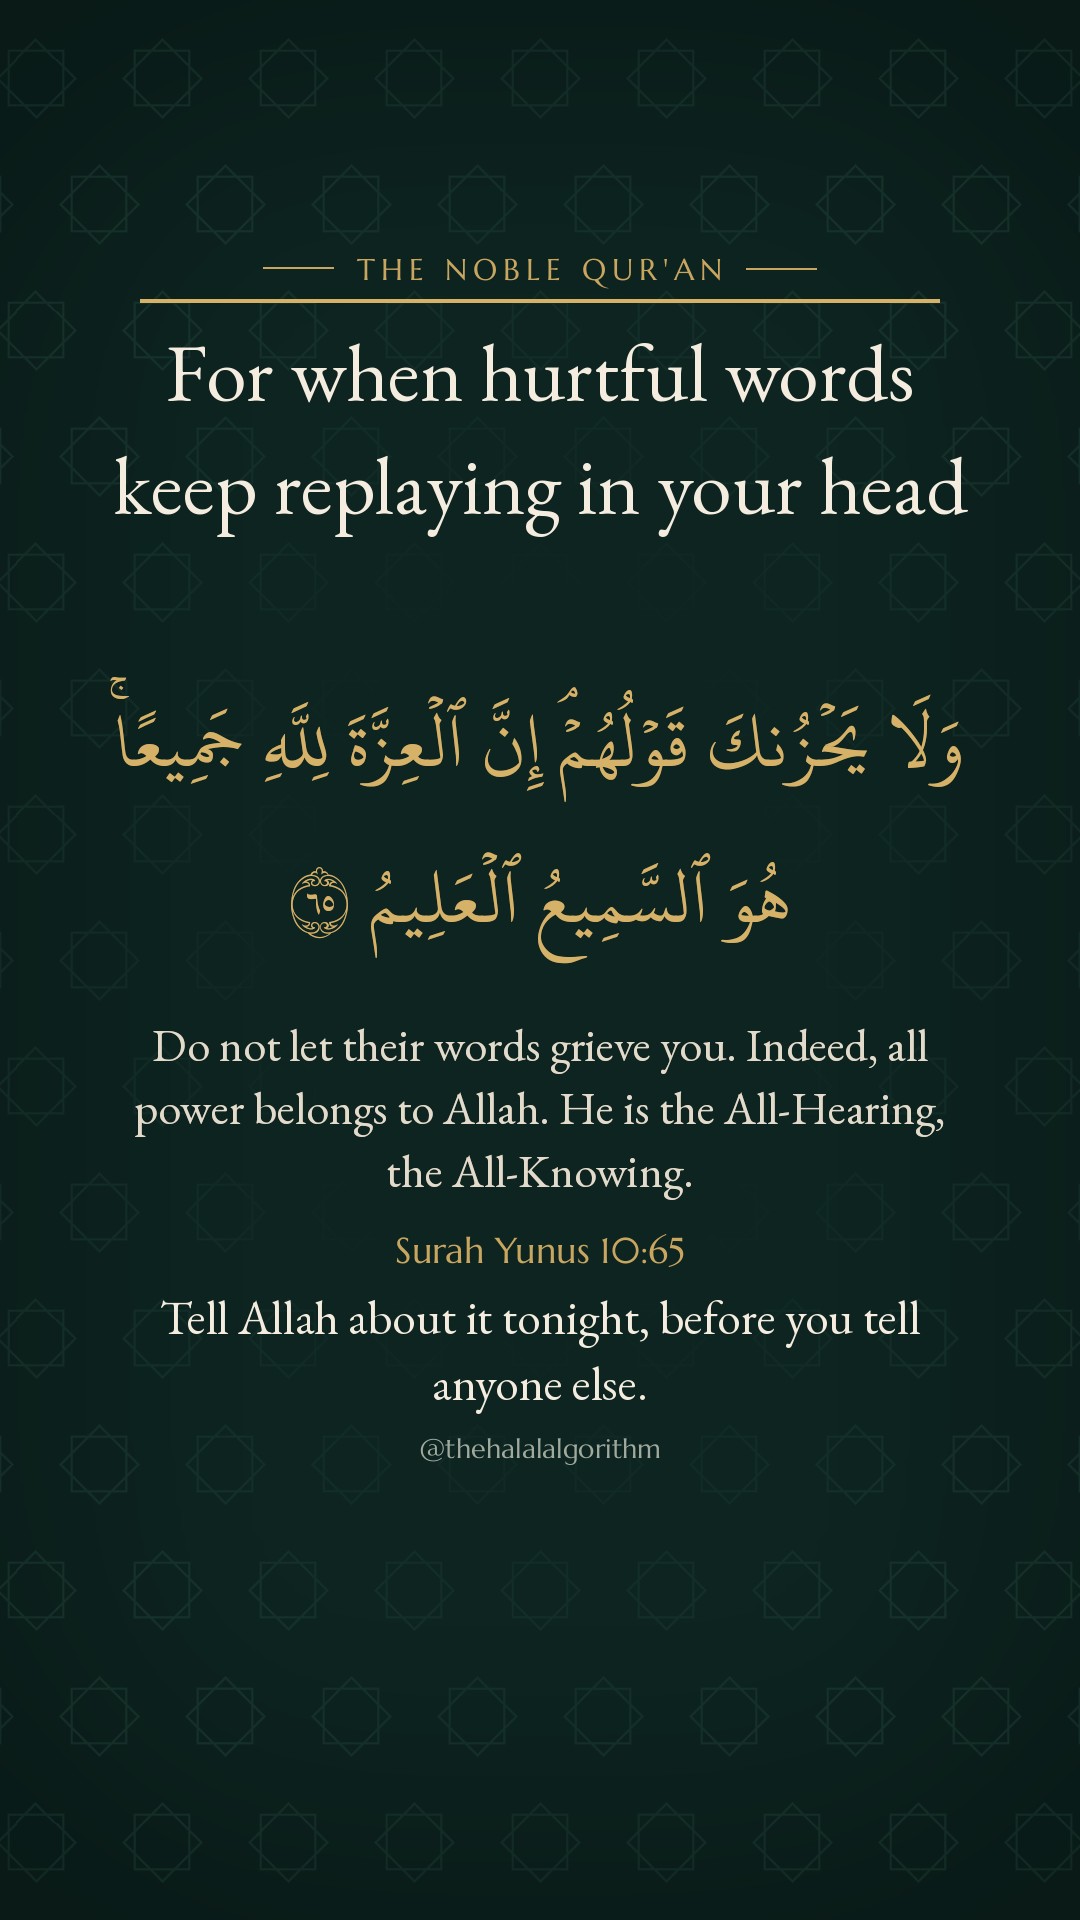 THE NOBLE QUR'AN
For when hurtful words
keep replaying in your head
وَلَا يَحْزُنكَ قَوْلُهُمْ ۘ إِنَّ ٱلْعِزَّةَ لِلَّهِ جَمِيعًا ۚ
هُوَ ٱلسَّمِيعُ ٱلْعَلِيمُ ٦٥
Do not let their words grieve you. Indeed, all
power belongs to Allah. He is the All-Hearing,
the All-Knowing.
Surah Yunus 10:65
Tell Allah about it tonight, before you tell
anyone else.
@thehalalalgorithm